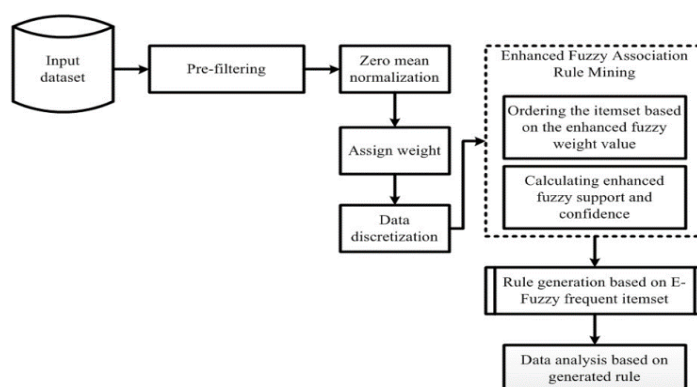 Input
dataset
Pre-filtering
Zero mean
normalization
Assign weight
Data
discretization
Enhanced Fuzzy Association
Rule Mining
Ordering the itemset based
on the enhanced fuzzy
weight value
Calculating enhanced
fuzzy support and
confidence
Rule generation based on E-
Fuzzy frequent itemset
Data analysis based on
generated rule